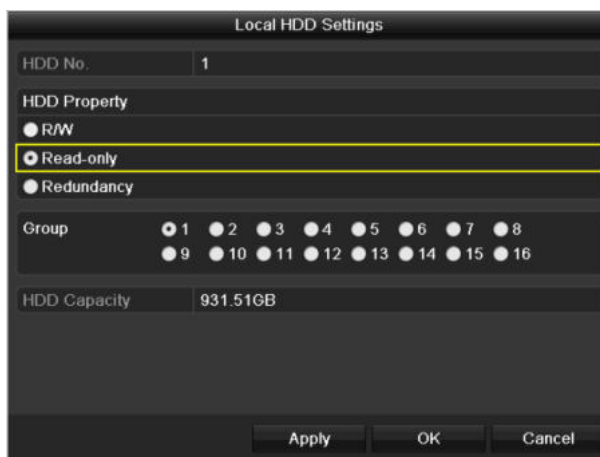 Local HDD Settings
HDD No. 1
HDD Property
R/W
Read-only
Redundancy
Group 1 2 3 4 5 6 7 8
9 10 11 12 13 14 15 16
HDD Capacity 931.51GB
Apply OK Cancel